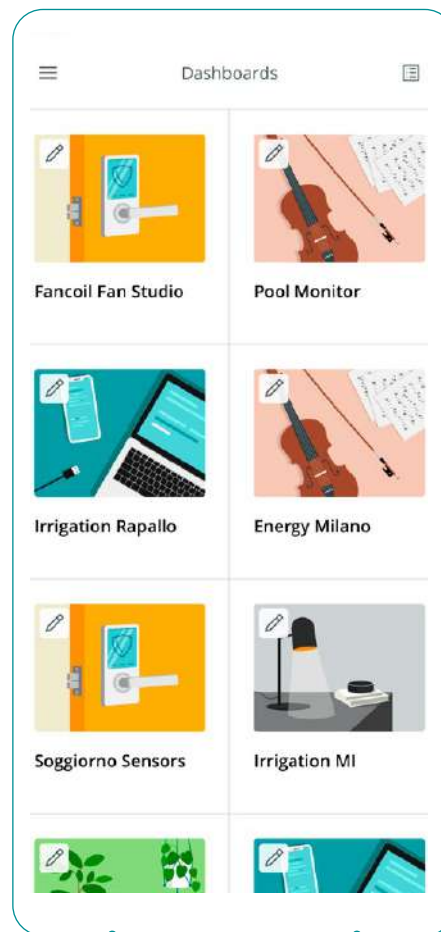 Dashboards
Fancoil Fan Studio
Pool Monitor
Irrigation Rapallo
Energy Milano
Soggiorno Sensors
Irrigation MI